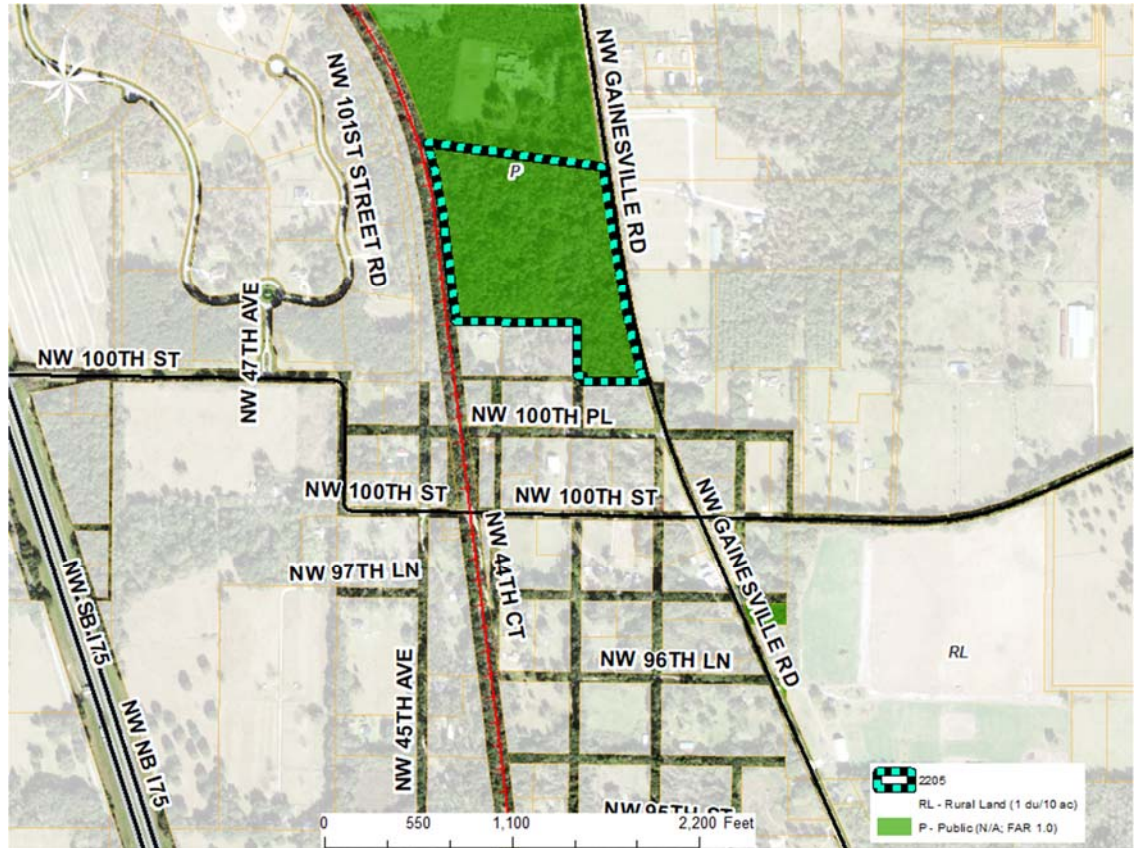 NW GAINESVILLE RD
NW 101ST STREET RD
P
NW 47TH AVE
NW 100TH ST
NW 100TH PL
NW 100TH ST
NW 100TH ST
NW 44TH CT
NW GAINESVILLE RD
NW 97TH LN
NW SB I75
NW 96TH LN
RL
NW 45TH AVE
NW NB I75
NW 95TH ST
0 550 1,100 2,200 Feet
2205
RL - Rural Land (1 du/10 ac)
P - Public (N/A; FAR 1.0)